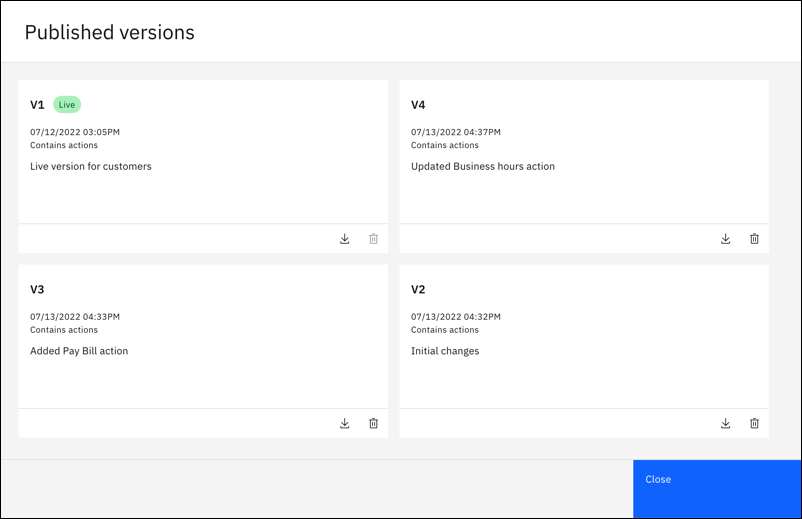 Published versions
V1 Live
07/12/2022 03:05PM
Contains actions
Live version for customers
V4
07/13/2022 04:37PM
Contains actions
Updated Business hours action
V3
07/13/2022 04:33PM
Contains actions
Added Pay Bill action
V2
07/13/2022 04:32PM
Contains actions
Initial changes
Close